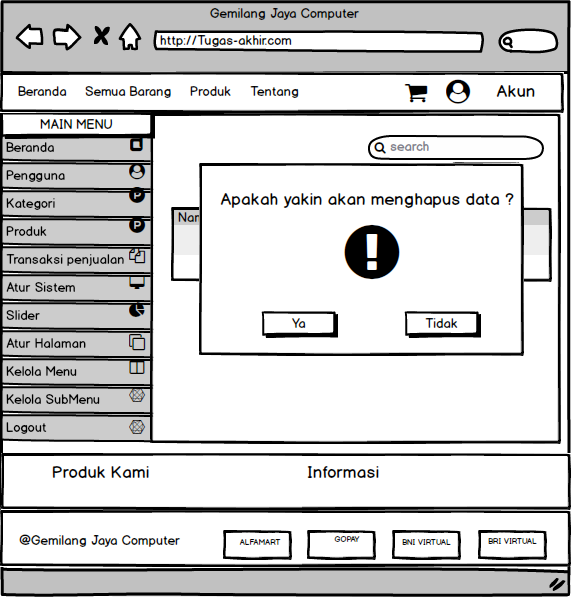 Gemilang Jaya Computer
http://Tugas-akhir.com
Beranda Semua Barang Produk Tentang Akun
MAIN MENU
Beranda
Pengguna
Kategori
Produk
Transaksi penjualan
Atur Sistem
Slider
Atur Halaman
Kelola Menu
Kelola SubMenu
Logout
search
Apakah yakin akan menghapus data ?
Ya Tidak
Produk Kami Informasi
@Gemilang Jaya Computer ALFAMART GOPAY BNI VIRTUAL BRI VIRTUAL